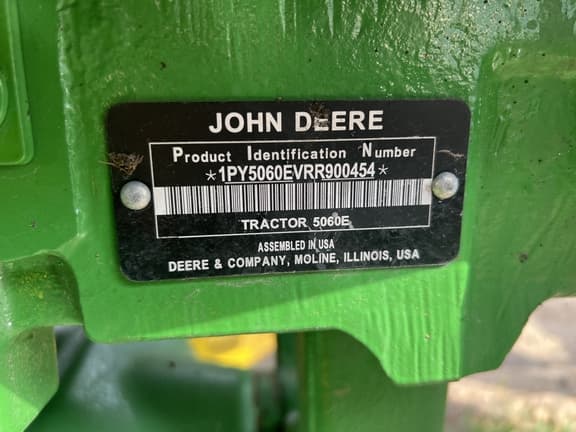 JOHN DEERE
Product Identification Number
*1PY5060EVRR900454*
TRACTOR 5060E
ASSEMBLED IN USA
DEERE & COMPANY, MOLINE, ILLINOIS, USA